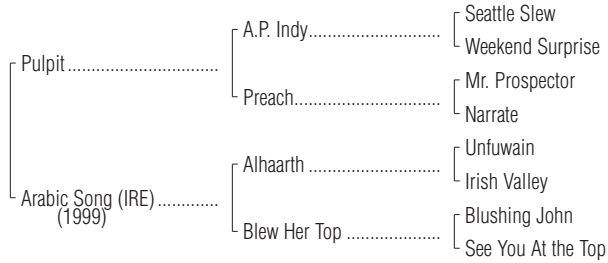 Seattle Slew
A.P. Indy
Weekend Surprise
Pulpit
Mr. Prospector
Preach
Narrate
Unfuwain
Alhaarth
Irish Valley
Arabic Song (IRE)
(1999)
Blushing John
Blew Her Top
See You At the Top